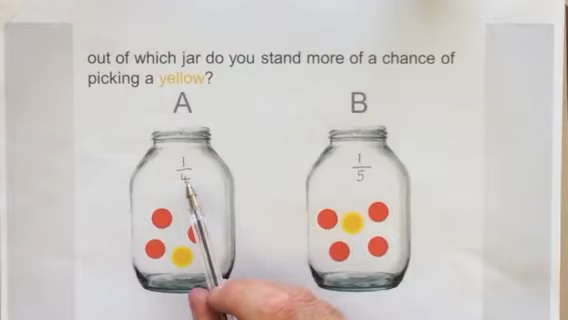 out of which jar do you stand more of a chance of
picking a yellow?
A B
1/4 1/5